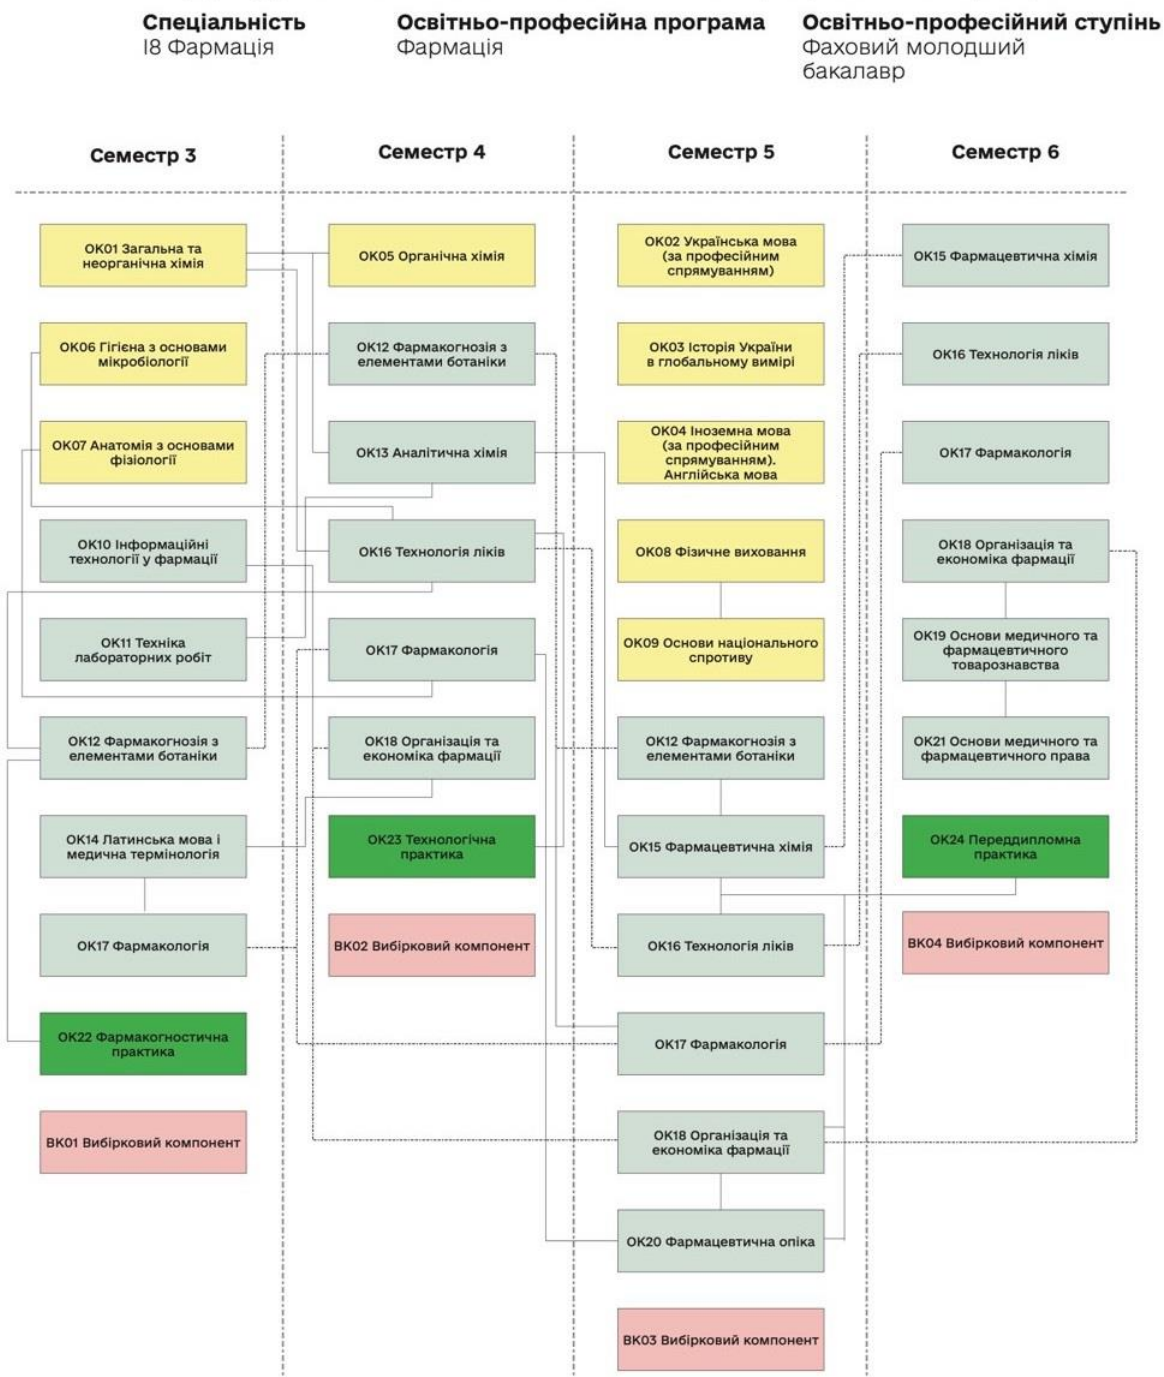 Спеціальність
І8 Фармація
Освітньо-професійна програма
Фармація
Освітньо-професійний ступінь
Фаховий молодший
бакалавр
Семестр 3
ОК01 Загальна та
неорганічна хімія
ОК06 Гігієна з основами
мікробіології
ОК07 Анатомія з основами
фізіології
ОК10 Інформаційні
технології у фармації
ОК11 Техніка
лабораторних робіт
ОК12 Фармакогнозія з
елементами ботаніки
ОК14 Латинська мова і
медична термінологія
ОК17 Фармакологія
ОК22 Фармакогностична
практика
ВК01 Вибірковий компонент
Семестр 4
ОК05 Органічна хімія
ОК12 Фармакогнозія з
елементами ботаніки
ОК13 Аналітична хімія
ОК16 Технологія ліків
ОК17 Фармакологія
ОК18 Організація та
економіка фармації
ОК23 Технологічна
практика
ВК02 Вибірковий компонент
Семестр 5
ОК02 Українська мова
(за професійним
спрямуванням)
ОК03 Історія України
в глобальному вимірі
ОК04 Іноземна мова
(за професійним
спрямуванням).
Англійська мова
ОК08 Фізичне виховання
ОК09 Основи національного
спротиву
ОК12 Фармакогнозія з
елементами ботаніки
ОК15 Фармацевтична хімія
ОК16 Технологія ліків
ОК17 Фармакологія
ОК18 Організація та
економіка фармації
ОК20 Фармацевтична опіка
ВК03 Вибірковий компонент
Семестр 6
ОК15 Фармацевтична хімія
ОК16 Технологія ліків
ОК17 Фармакологія
ОК18 Організація та
економіка фармації
ОК19 Основи медичного та
фармацевтичного
товарознавства
ОК21 Основи медичного та
фармацевтичного права
ОК24 Переддипломна
практика
ВК04 Вибірковий компонент